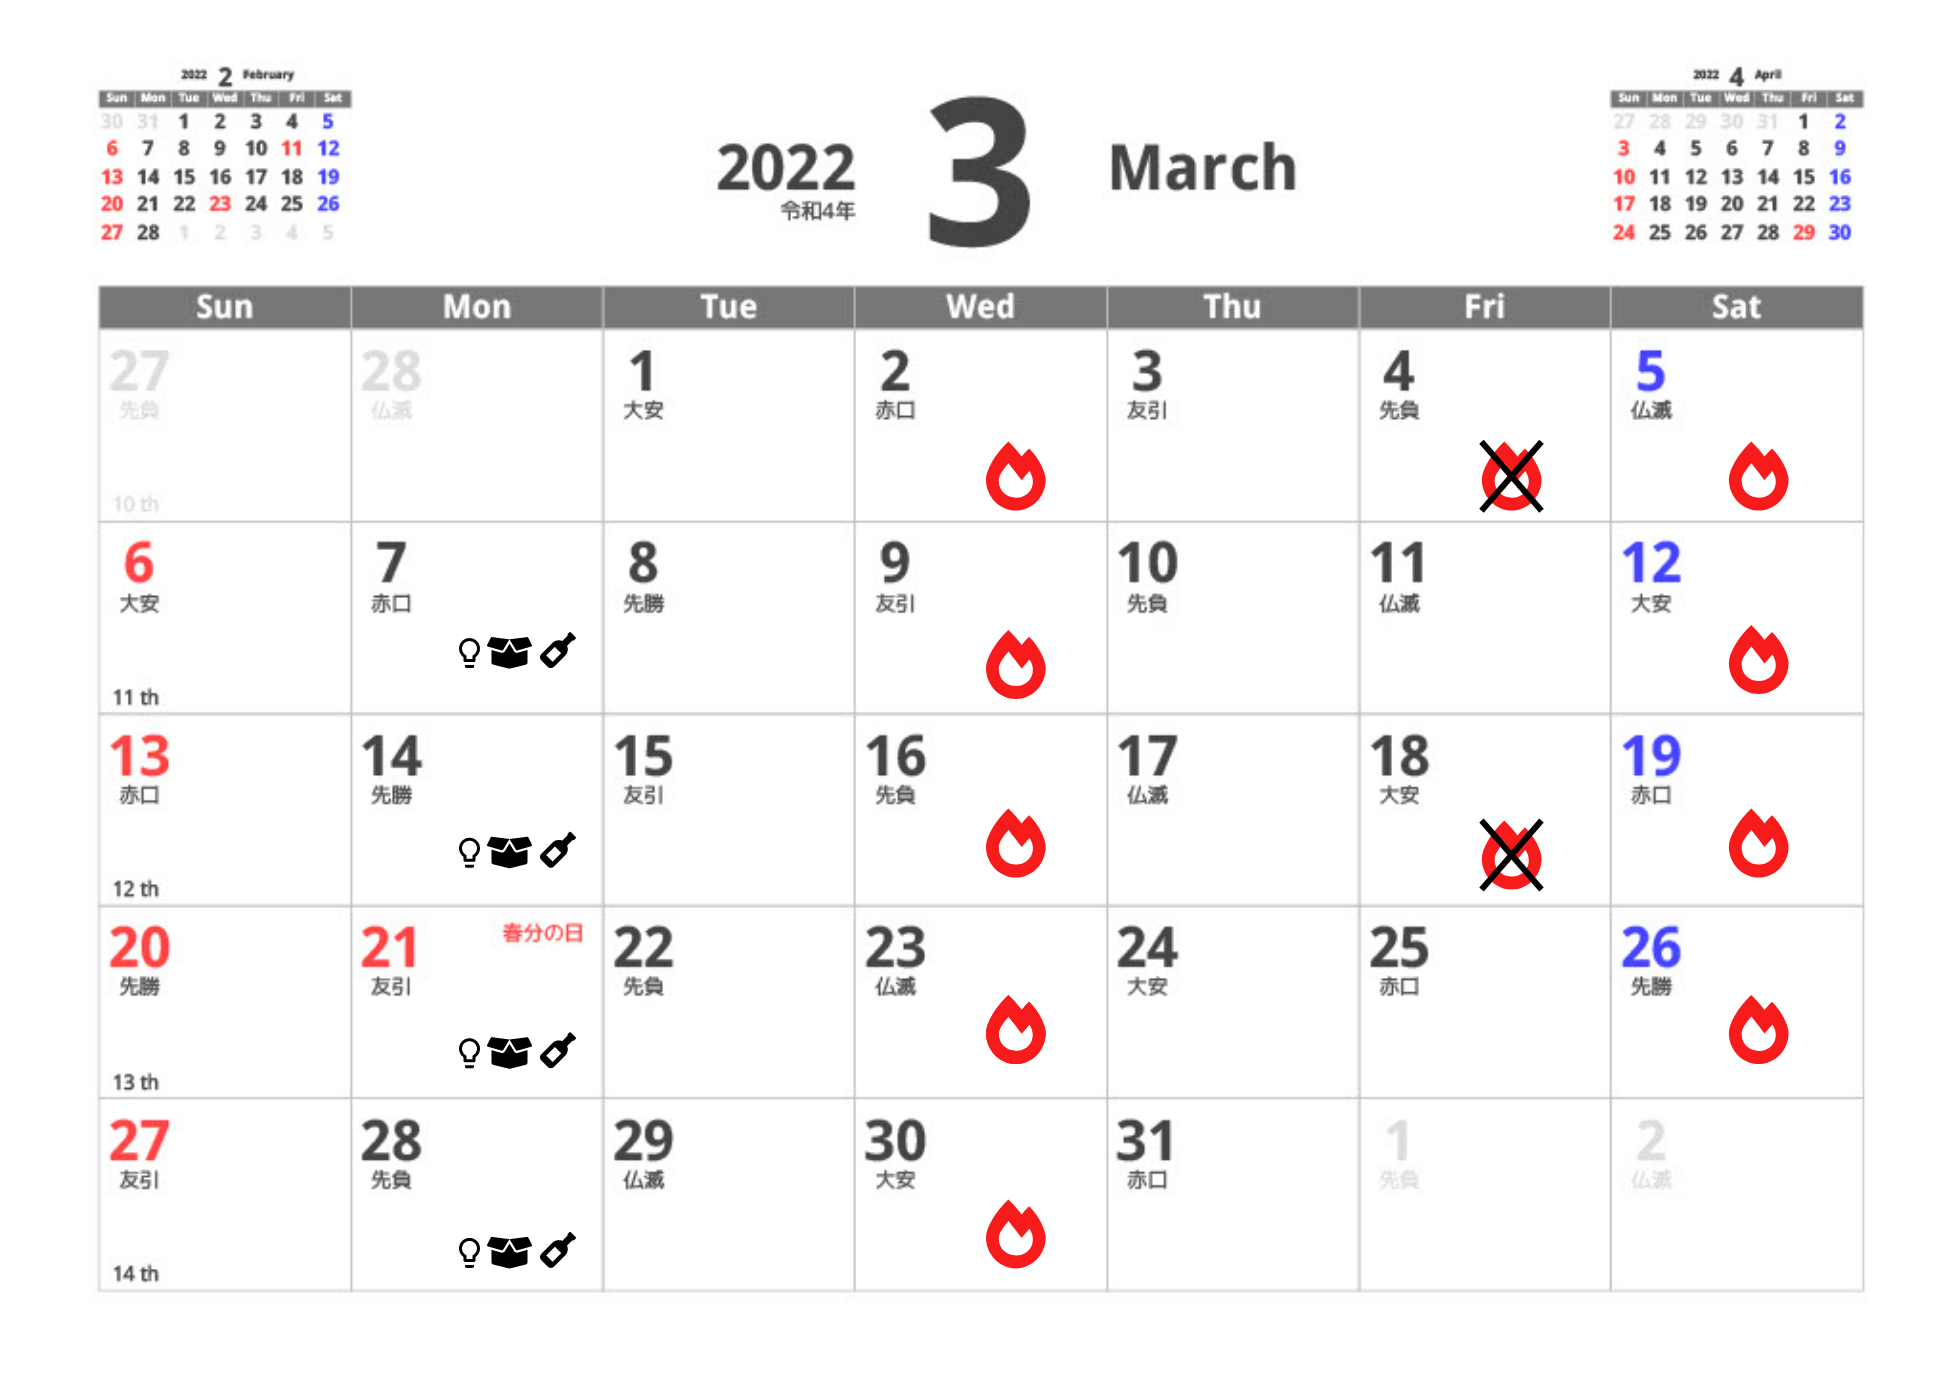 2022 2 February
Sun Mon Tue Wed Thu Fri Sat
30 31 1 2 3 4 5
6 7 8 9 10 11 12
13 14 15 16 17 18 19
20 21 22 23 24 25 26
27 28 1 2 3 4 5
2022 3 March
令和4年
2022 4 April
Sun Mon Tue Wed Thu Fri Sat
27 28 29 30 31 1 2
3 4 5 6 7 8 9
10 11 12 13 14 15 16
17 18 19 20 21 22 23
24 25 26 27 28 29 30
Sun Mon Tue Wed Thu Fri Sat
27 28 1 2 3 4 5
先負 仏滅 大安 赤口 友引 先負 仏滅
10 th
6 7 8 9 10 11 12
大安 赤口 先勝 友引 先負 仏滅 大安
11 th
13 14 15 16 17 18 19
赤口 先勝 友引 先負 仏滅 大安 赤口
12 th
20 21 春分の日 22 23 24 25 26
先勝 友引 先負 仏滅 大安 赤口 先勝
13 th
27 28 29 30 31 1 2
友引 先負 仏滅 大安 赤口 先負 仏滅
14 th